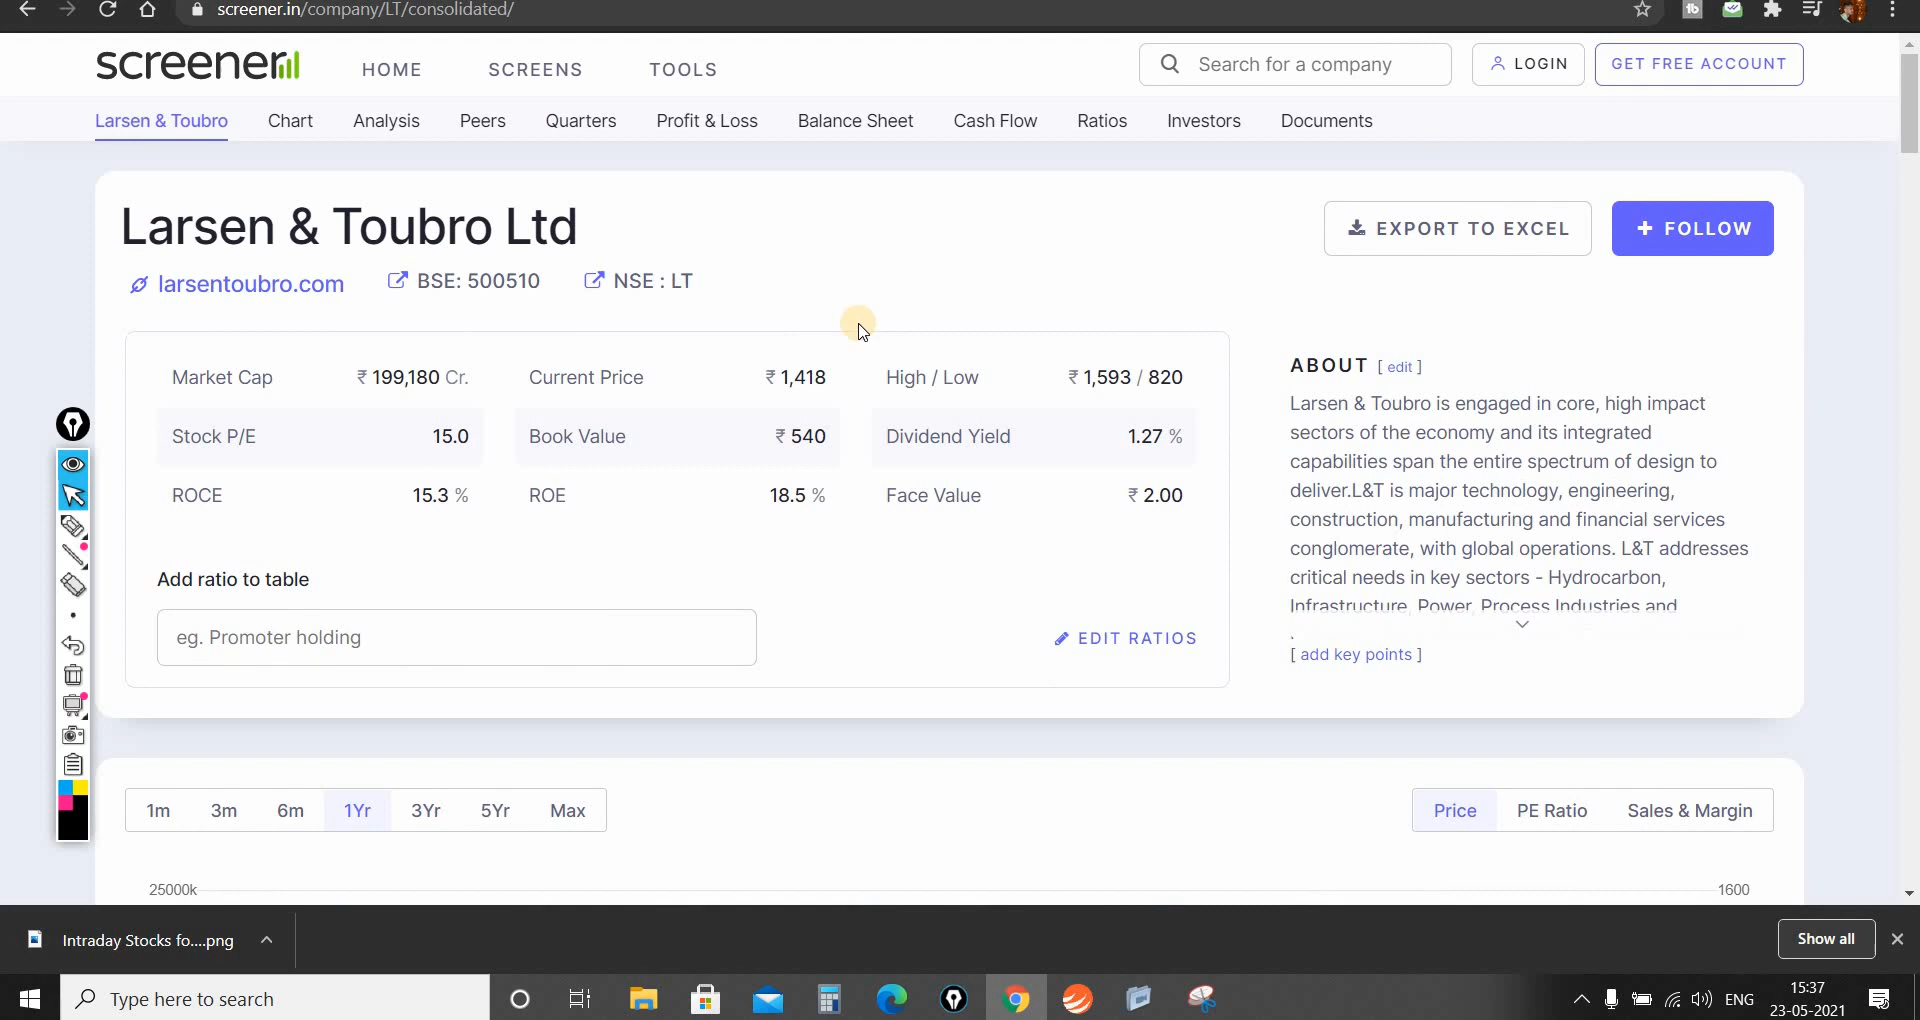 screener.in/company/LT/consolidated/
screener
HOME SCREENS TOOLS
Search for a company
LOGIN
GET FREE ACCOUNT
Larsen & Toubro Chart Analysis Peers Quarters Profit & Loss Balance Sheet Cash Flow Ratios Investors Documents
Larsen & Toubro Ltd
EXPORT TO EXCEL
+ FOLLOW
larsentoubro.com BSE: 500510 NSE : LT
Market Cap ₹ 199,180 Cr. Current Price ₹ 1,418 High / Low ₹ 1,593 / 820
Stock P/E 15.0 Book Value ₹ 540 Dividend Yield 1.27 %
ROCE 15.3 % ROE 18.5 % Face Value ₹ 2.00
Add ratio to table
eg. Promoter holding
EDIT RATIOS
ABOUT [ edit ]
Larsen & Toubro is engaged in core, high impact
sectors of the economy and its integrated
capabilities span the entire spectrum of design to
deliver.L&T is major technology, engineering,
construction, manufacturing and financial services
conglomerate, with global operations. L&T addresses
critical needs in key sectors - Hydrocarbon,
Infrastructure, Power, Process Industries and
[ add key points ]
1m 3m 6m 1Yr 3Yr 5Yr Max
Price PE Ratio Sales & Margin
25000k 1600
Intraday Stocks fo....png
Show all
Type here to search
ENG
15:37
23-05-2021